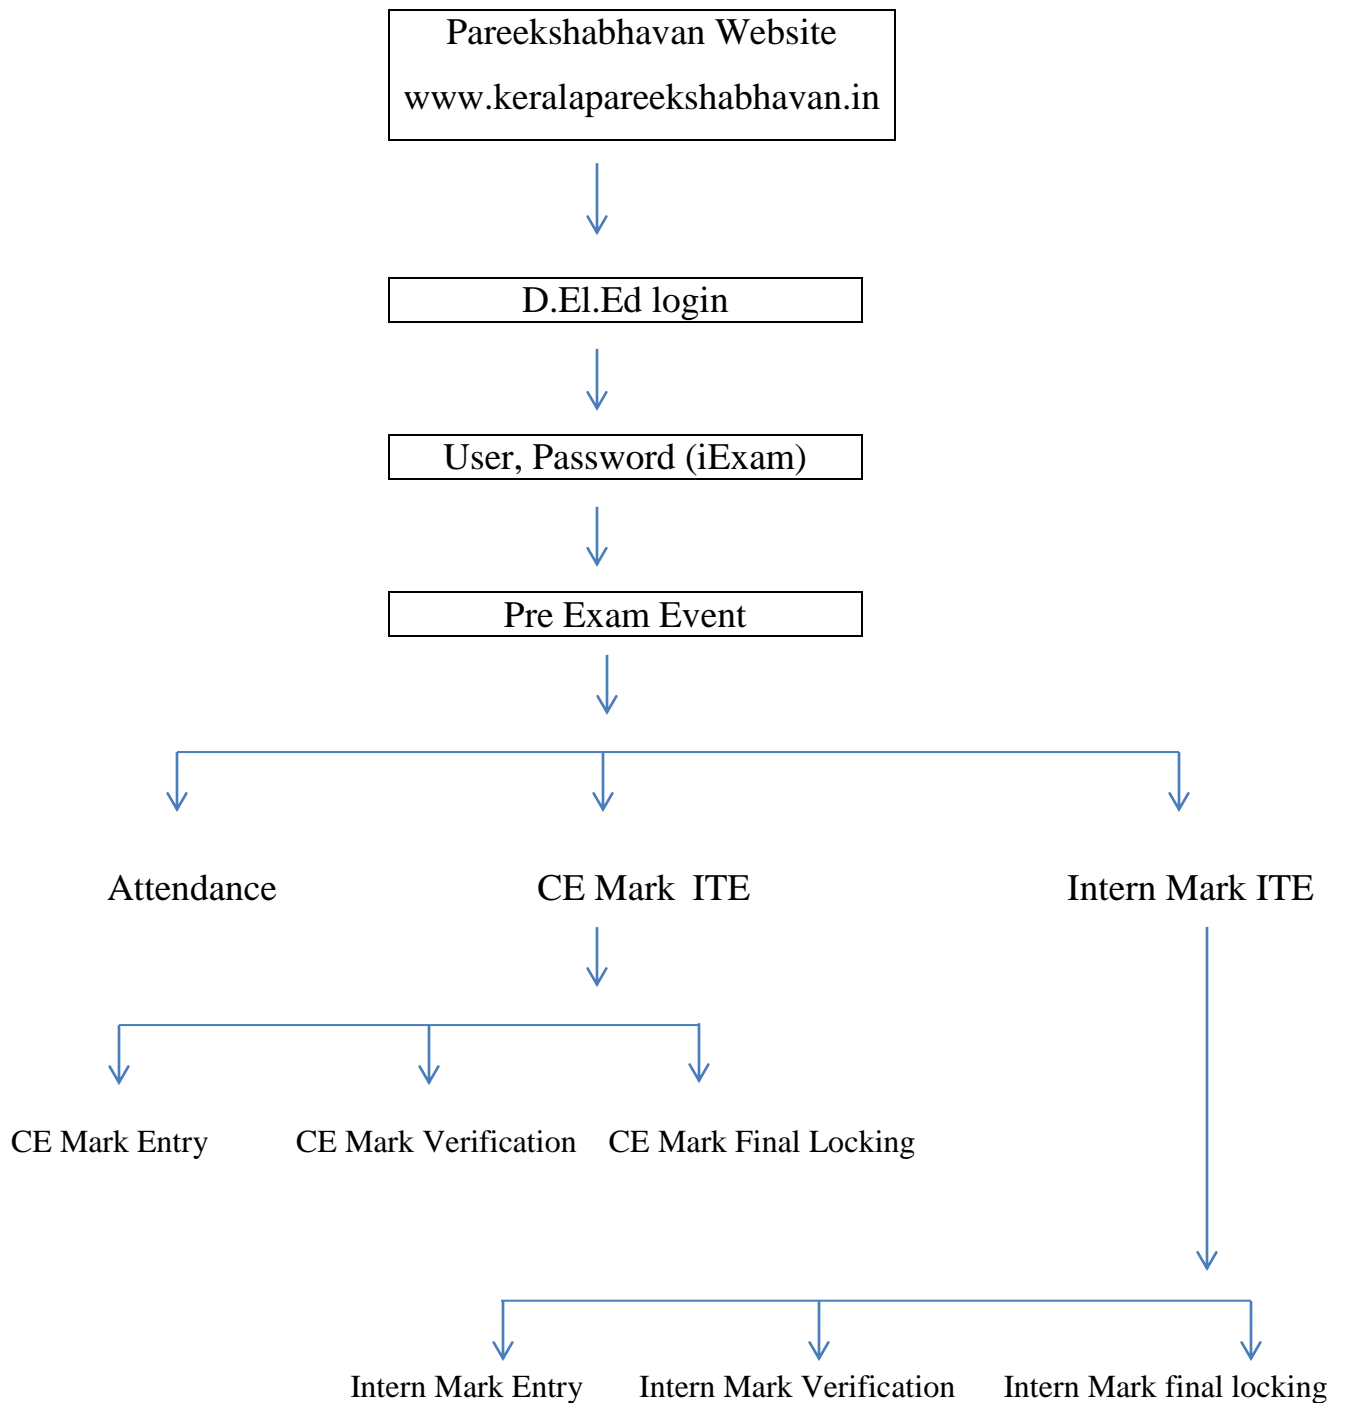 Pareekshabhavan Website
www.keralapareekshabhavan.in
D.El.Ed login
User, Password (iExam)
Pre Exam Event
Attendance
CE Mark ITE
Intern Mark ITE
CE Mark Entry
CE Mark Verification
CE Mark Final Locking
Intern Mark Entry
Intern Mark Verification
Intern Mark final locking